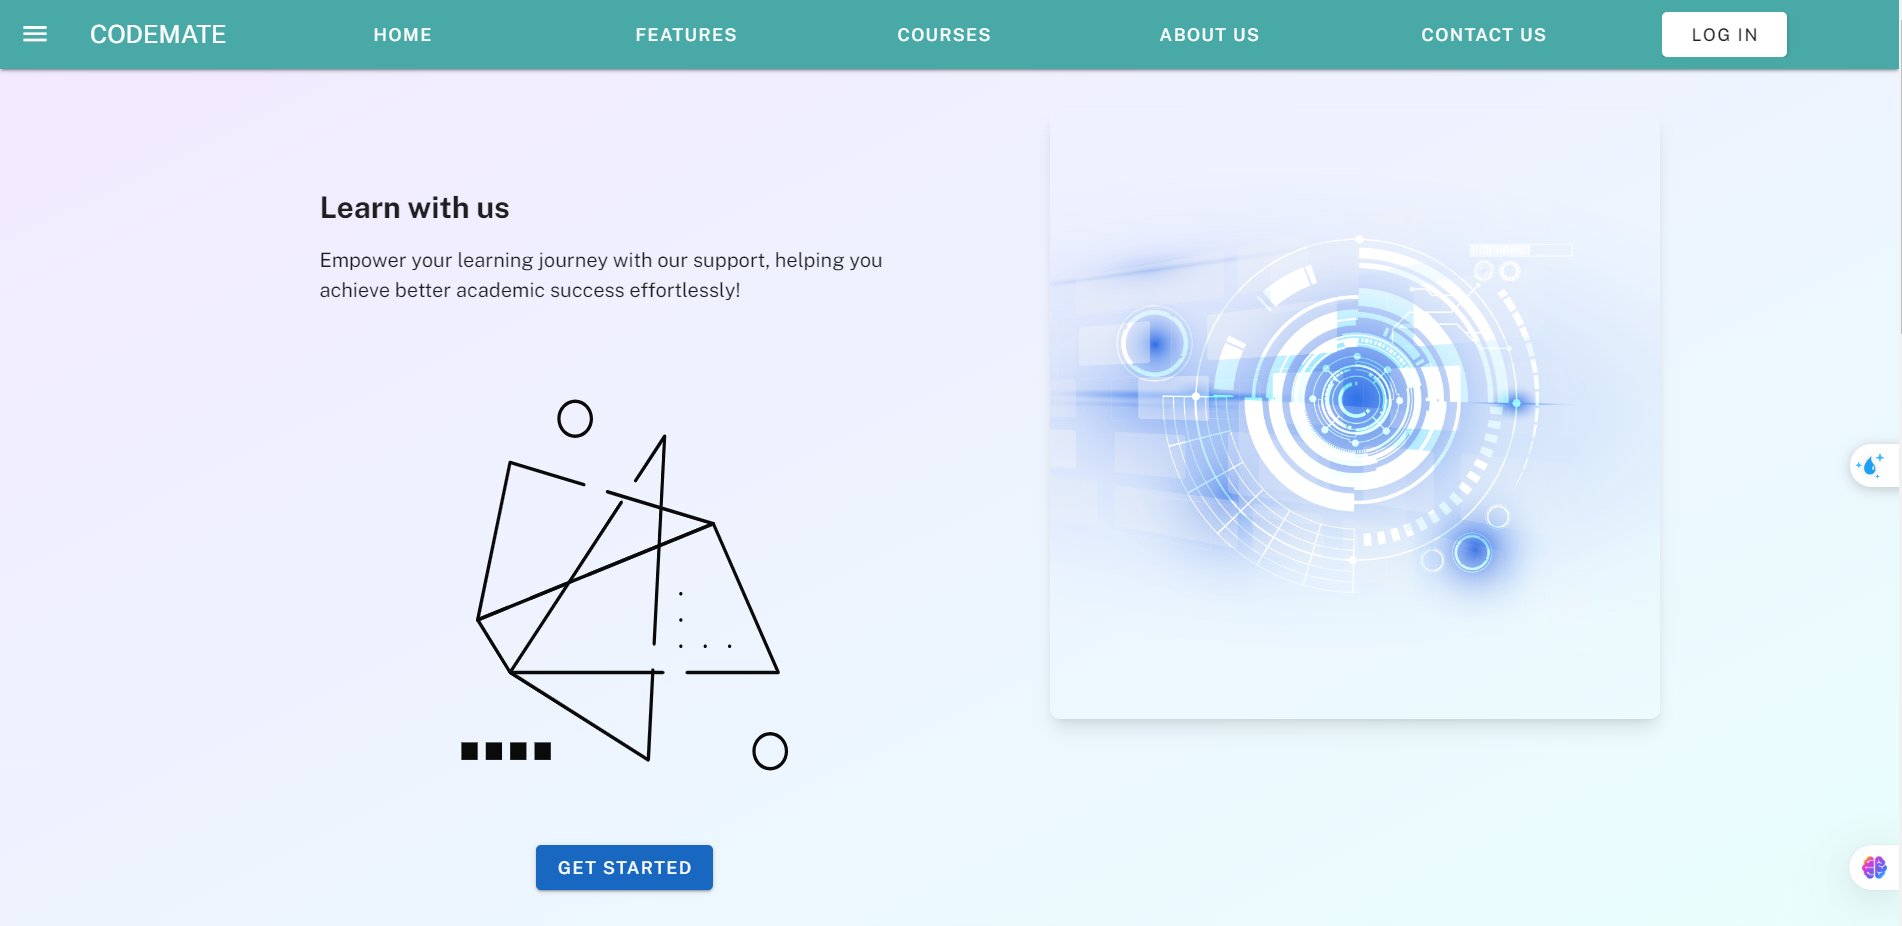 CODEMATE
HOME
FEATURES
COURSES
ABOUT US
CONTACT US
LOG IN
Learn with us
Empower your learning journey with our support, helping you
achieve better academic success effortlessly!
GET STARTED